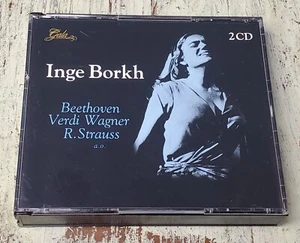 Gala
2CD
Inge Borkh
Beethoven
Verdi Wagner
R.Strauss
a.o.